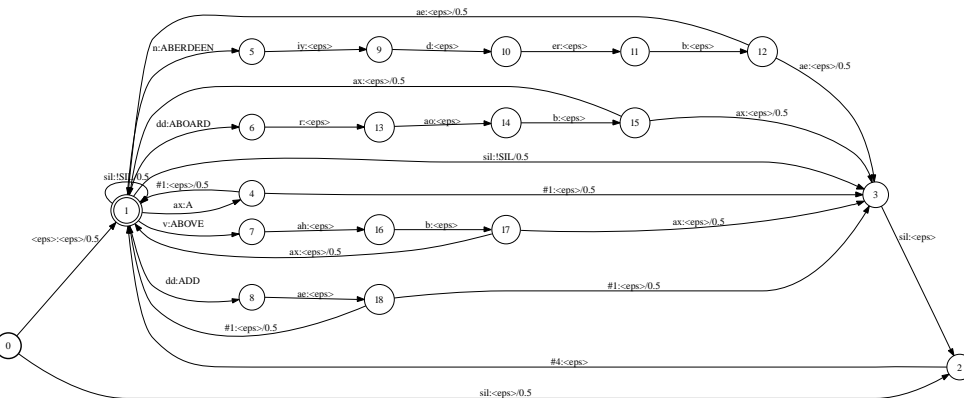 ae:<eps>/0.5
n:ABERDEEN
5
iy:<eps>
9
d:<eps>
10
er:<eps>
11
b:<eps>
12
ae:<eps>/0.5
ax:<eps>/0.5
dd:ABOARD
6
r:<eps>
13
ao:<eps>
14
b:<eps>
15
ax:<eps>/0.5
sil:!SIL/0.5
sil:!SIL/0.5
#1:<eps>/0.5
4
#1:<eps>/0.5
3
1
ax:A
v:ABOVE
7
ah:<eps>
16
b:<eps>
17
ax:<eps>/0.5
ax:<eps>/0.5
<eps>:<eps>/0.5
sil:<eps>
dd:ADD
8
ae:<eps>
18
#1:<eps>/0.5
#1:<eps>/0.5
0
#4:<eps>
2
sil:<eps>/0.5